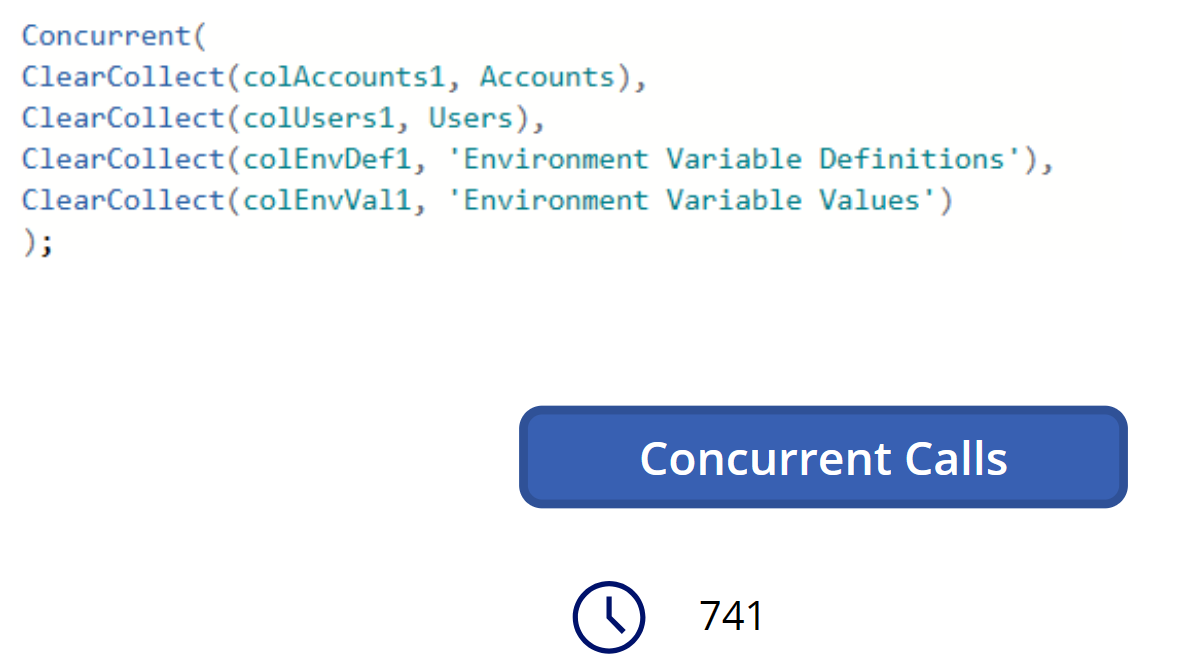 Concurrent(
ClearCollect(colAccounts1, Accounts),
ClearCollect(colUsers1, Users),
ClearCollect(colEnvDef1, 'Environment Variable Definitions'),
ClearCollect(colEnvVal1, 'Environment Variable Values')
);
Concurrent Calls
741